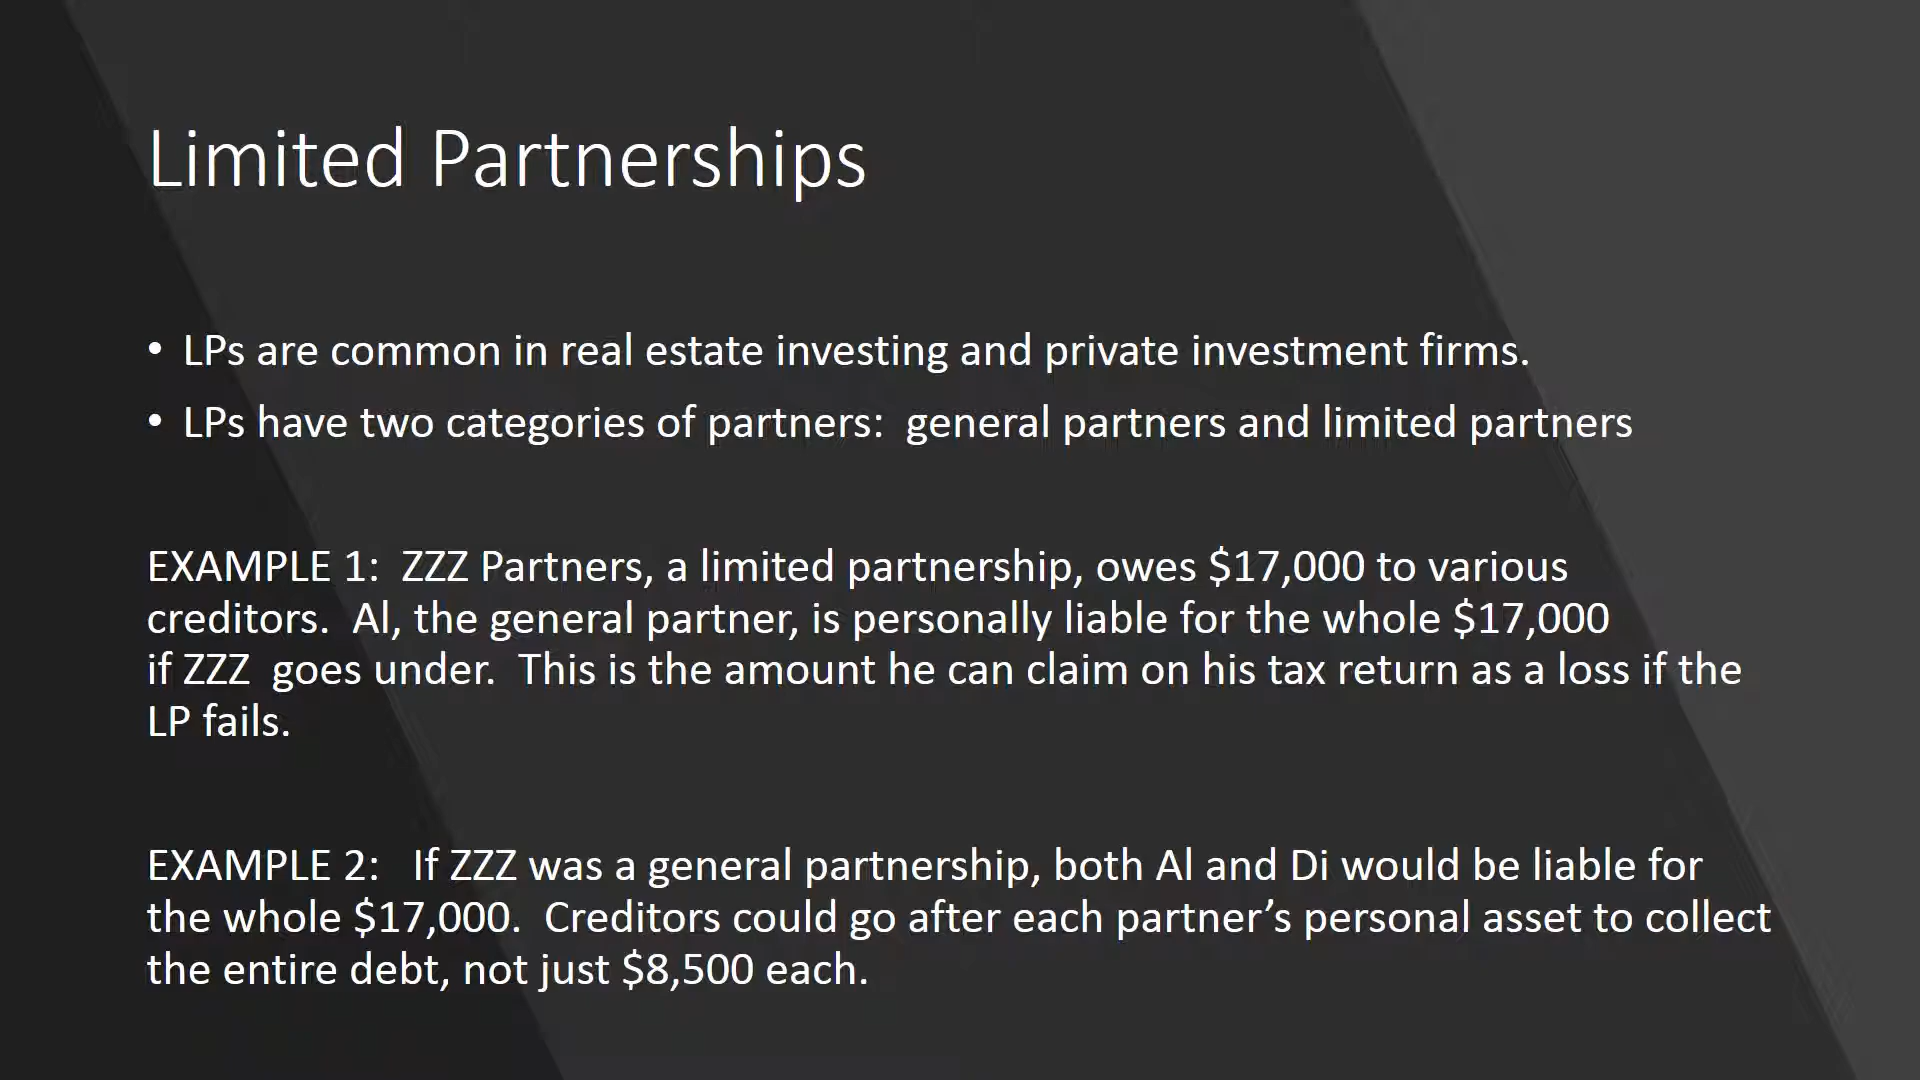 Limited Partnerships
• LPs are common in real estate investing and private investment firms.
• LPs have two categories of partners:  general partners and limited partners
EXAMPLE 1:  ZZZ Partners, a limited partnership, owes $17,000 to various
creditors.  Al, the general partner, is personally liable for the whole $17,000
if ZZZ  goes under.  This is the amount he can claim on his tax return as a loss if the
LP fails.
EXAMPLE 2:   If ZZZ was a general partnership, both Al and Di would be liable for
the whole $17,000.  Creditors could go after each partner’s personal asset to collect
the entire debt, not just $8,500 each.